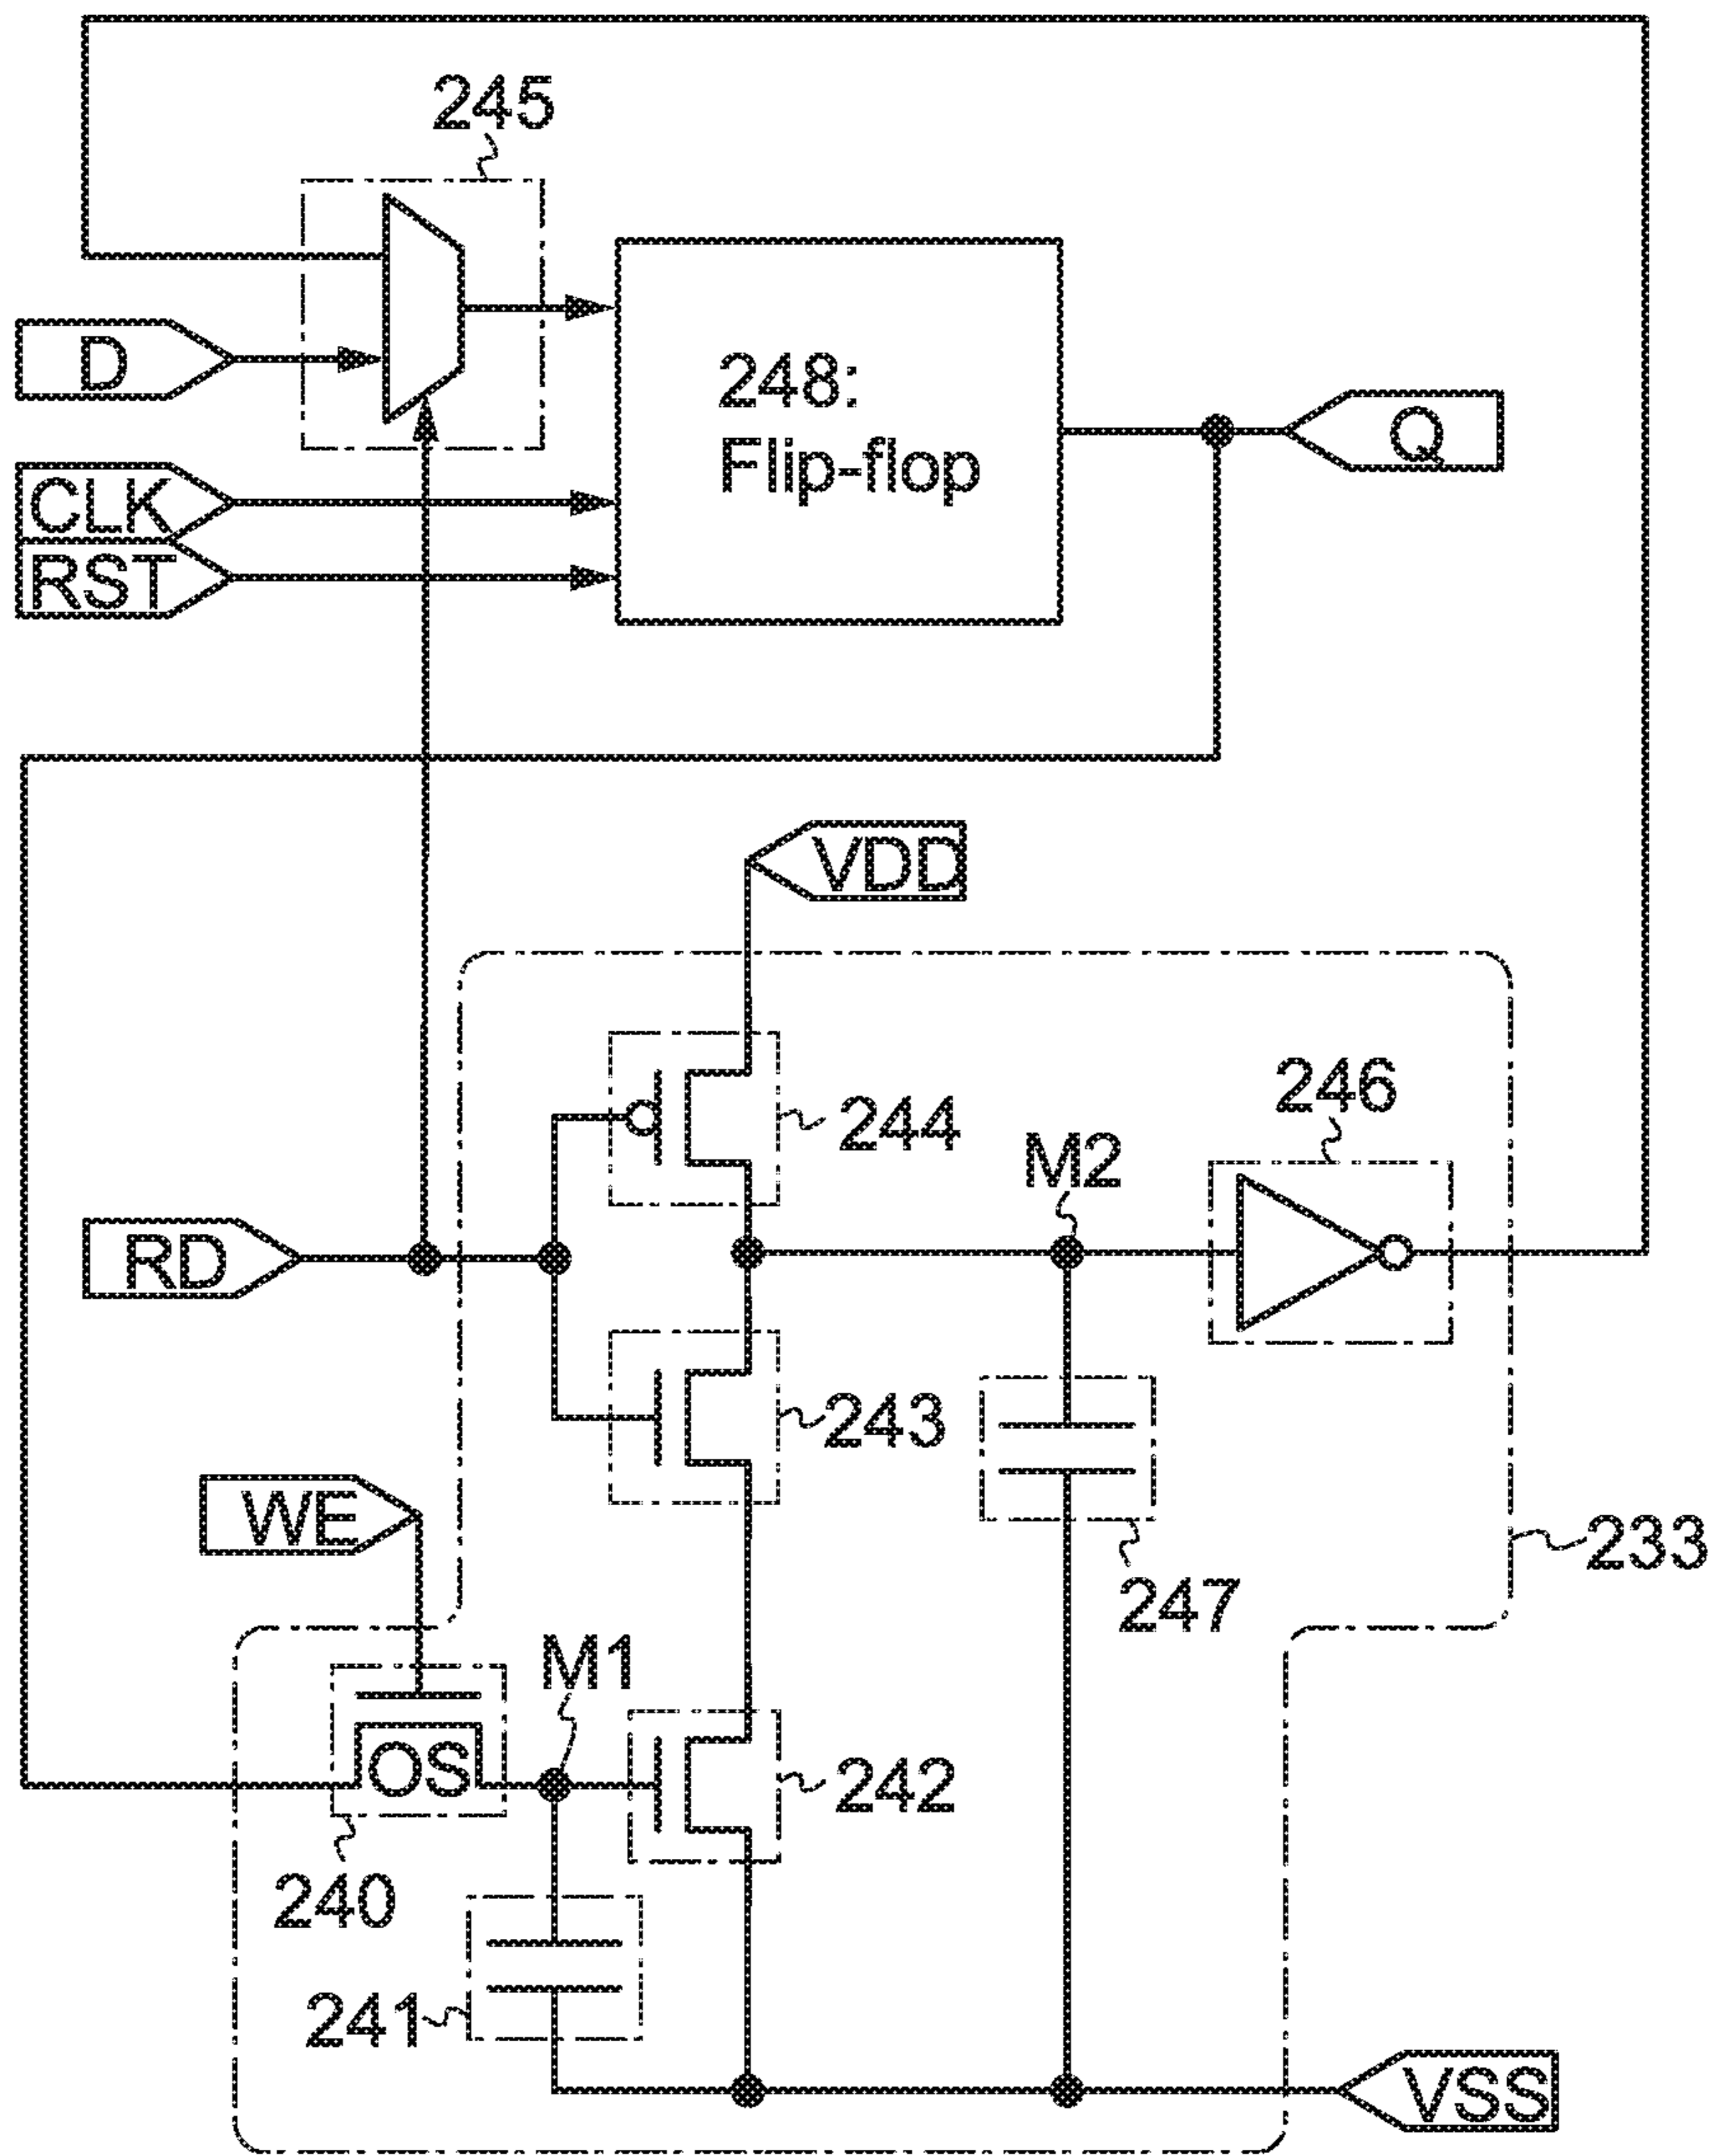 245
D
248:
Flip-flop
Q
CLK
RST
VDD
244
246
M2
RD
243
WE
233
247
M1
OS
242
240
241
VSS